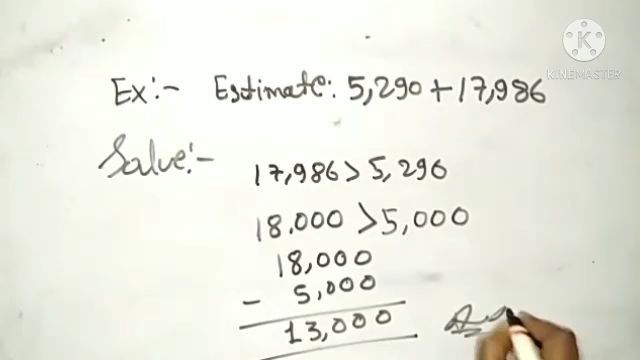 KINEMASTER
Ex:- Estimate: 5,290 + 17,986
Solve:-
17,986 > 5,290
18,000 > 5,000
18,000
- 5,000
13,000